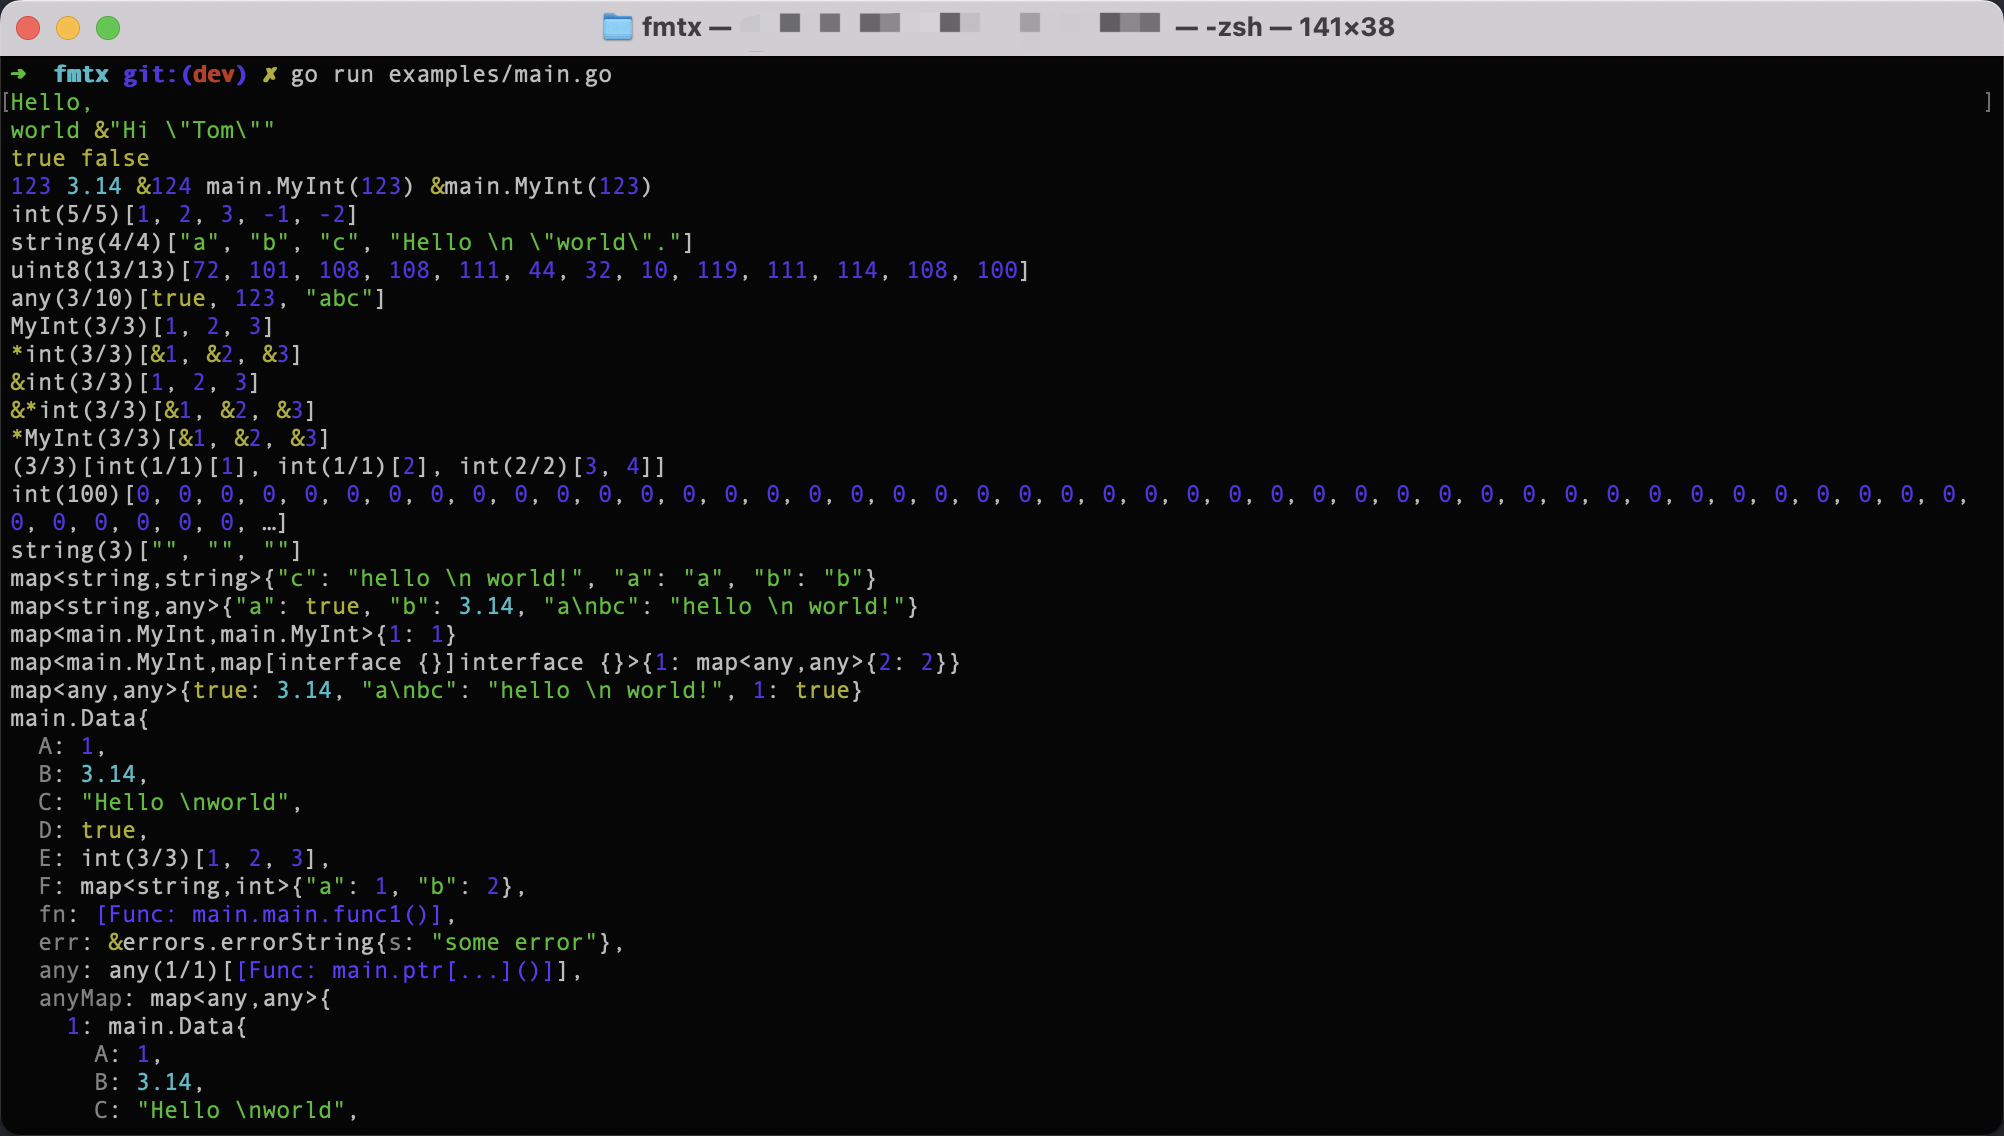 fmtx — — -zsh — 141×38
➜  fmtx git:(dev) ✗ go run examples/main.go
[Hello, ]
world &"Hi \"Tom\""
true false
123 3.14 &124 main.MyInt(123) &main.MyInt(123)
int(5/5)[1, 2, 3, -1, -2]
string(4/4)["a", "b", "c", "Hello \n \"world\"."]
uint8(13/13)[72, 101, 108, 108, 111, 44, 32, 10, 119, 111, 114, 108, 100]
any(3/10)[true, 123, "abc"]
MyInt(3/3)[1, 2, 3]
*int(3/3)[&1, &2, &3]
&int(3/3)[1, 2, 3]
&*int(3/3)[&1, &2, &3]
*MyInt(3/3)[&1, &2, &3]
(3/3)[int(1/1)[1], int(1/1)[2], int(2/2)[3, 4]]
int(100)[0, 0, 0, 0, 0, 0, 0, 0, 0, 0, 0, 0, 0, 0, 0, 0, 0, 0, 0, 0, 0, 0, 0, 0, 0, 0, 0, 0, 0, 0, 0, 0, 0, 0, 0, 0, 0, 0, 0, 0, 0, 0, 0, 0,
0, 0, 0, 0, 0, 0, …]
string(3)["", "", ""]
map<string,string>{"c": "hello \n world!", "a": "a", "b": "b"}
map<string,any>{"a": true, "b": 3.14, "a\nbc": "hello \n world!"}
map<main.MyInt,main.MyInt>{1: 1}
map<main.MyInt,map[interface {}]interface {}>{1: map<any,any>{2: 2}}
map<any,any>{true: 3.14, "a\nbc": "hello \n world!", 1: true}
main.Data{
  A: 1,
  B: 3.14,
  C: "Hello \nworld",
  D: true,
  E: int(3/3)[1, 2, 3],
  F: map<string,int>{"a": 1, "b": 2},
  fn: [Func: main.main.func1()],
  err: &errors.errorString{s: "some error"},
  any: any(1/1)[[Func: main.ptr[...]()]],
  anyMap: map<any,any>{
    1: main.Data{
      A: 1,
      B: 3.14,
      C: "Hello \nworld",